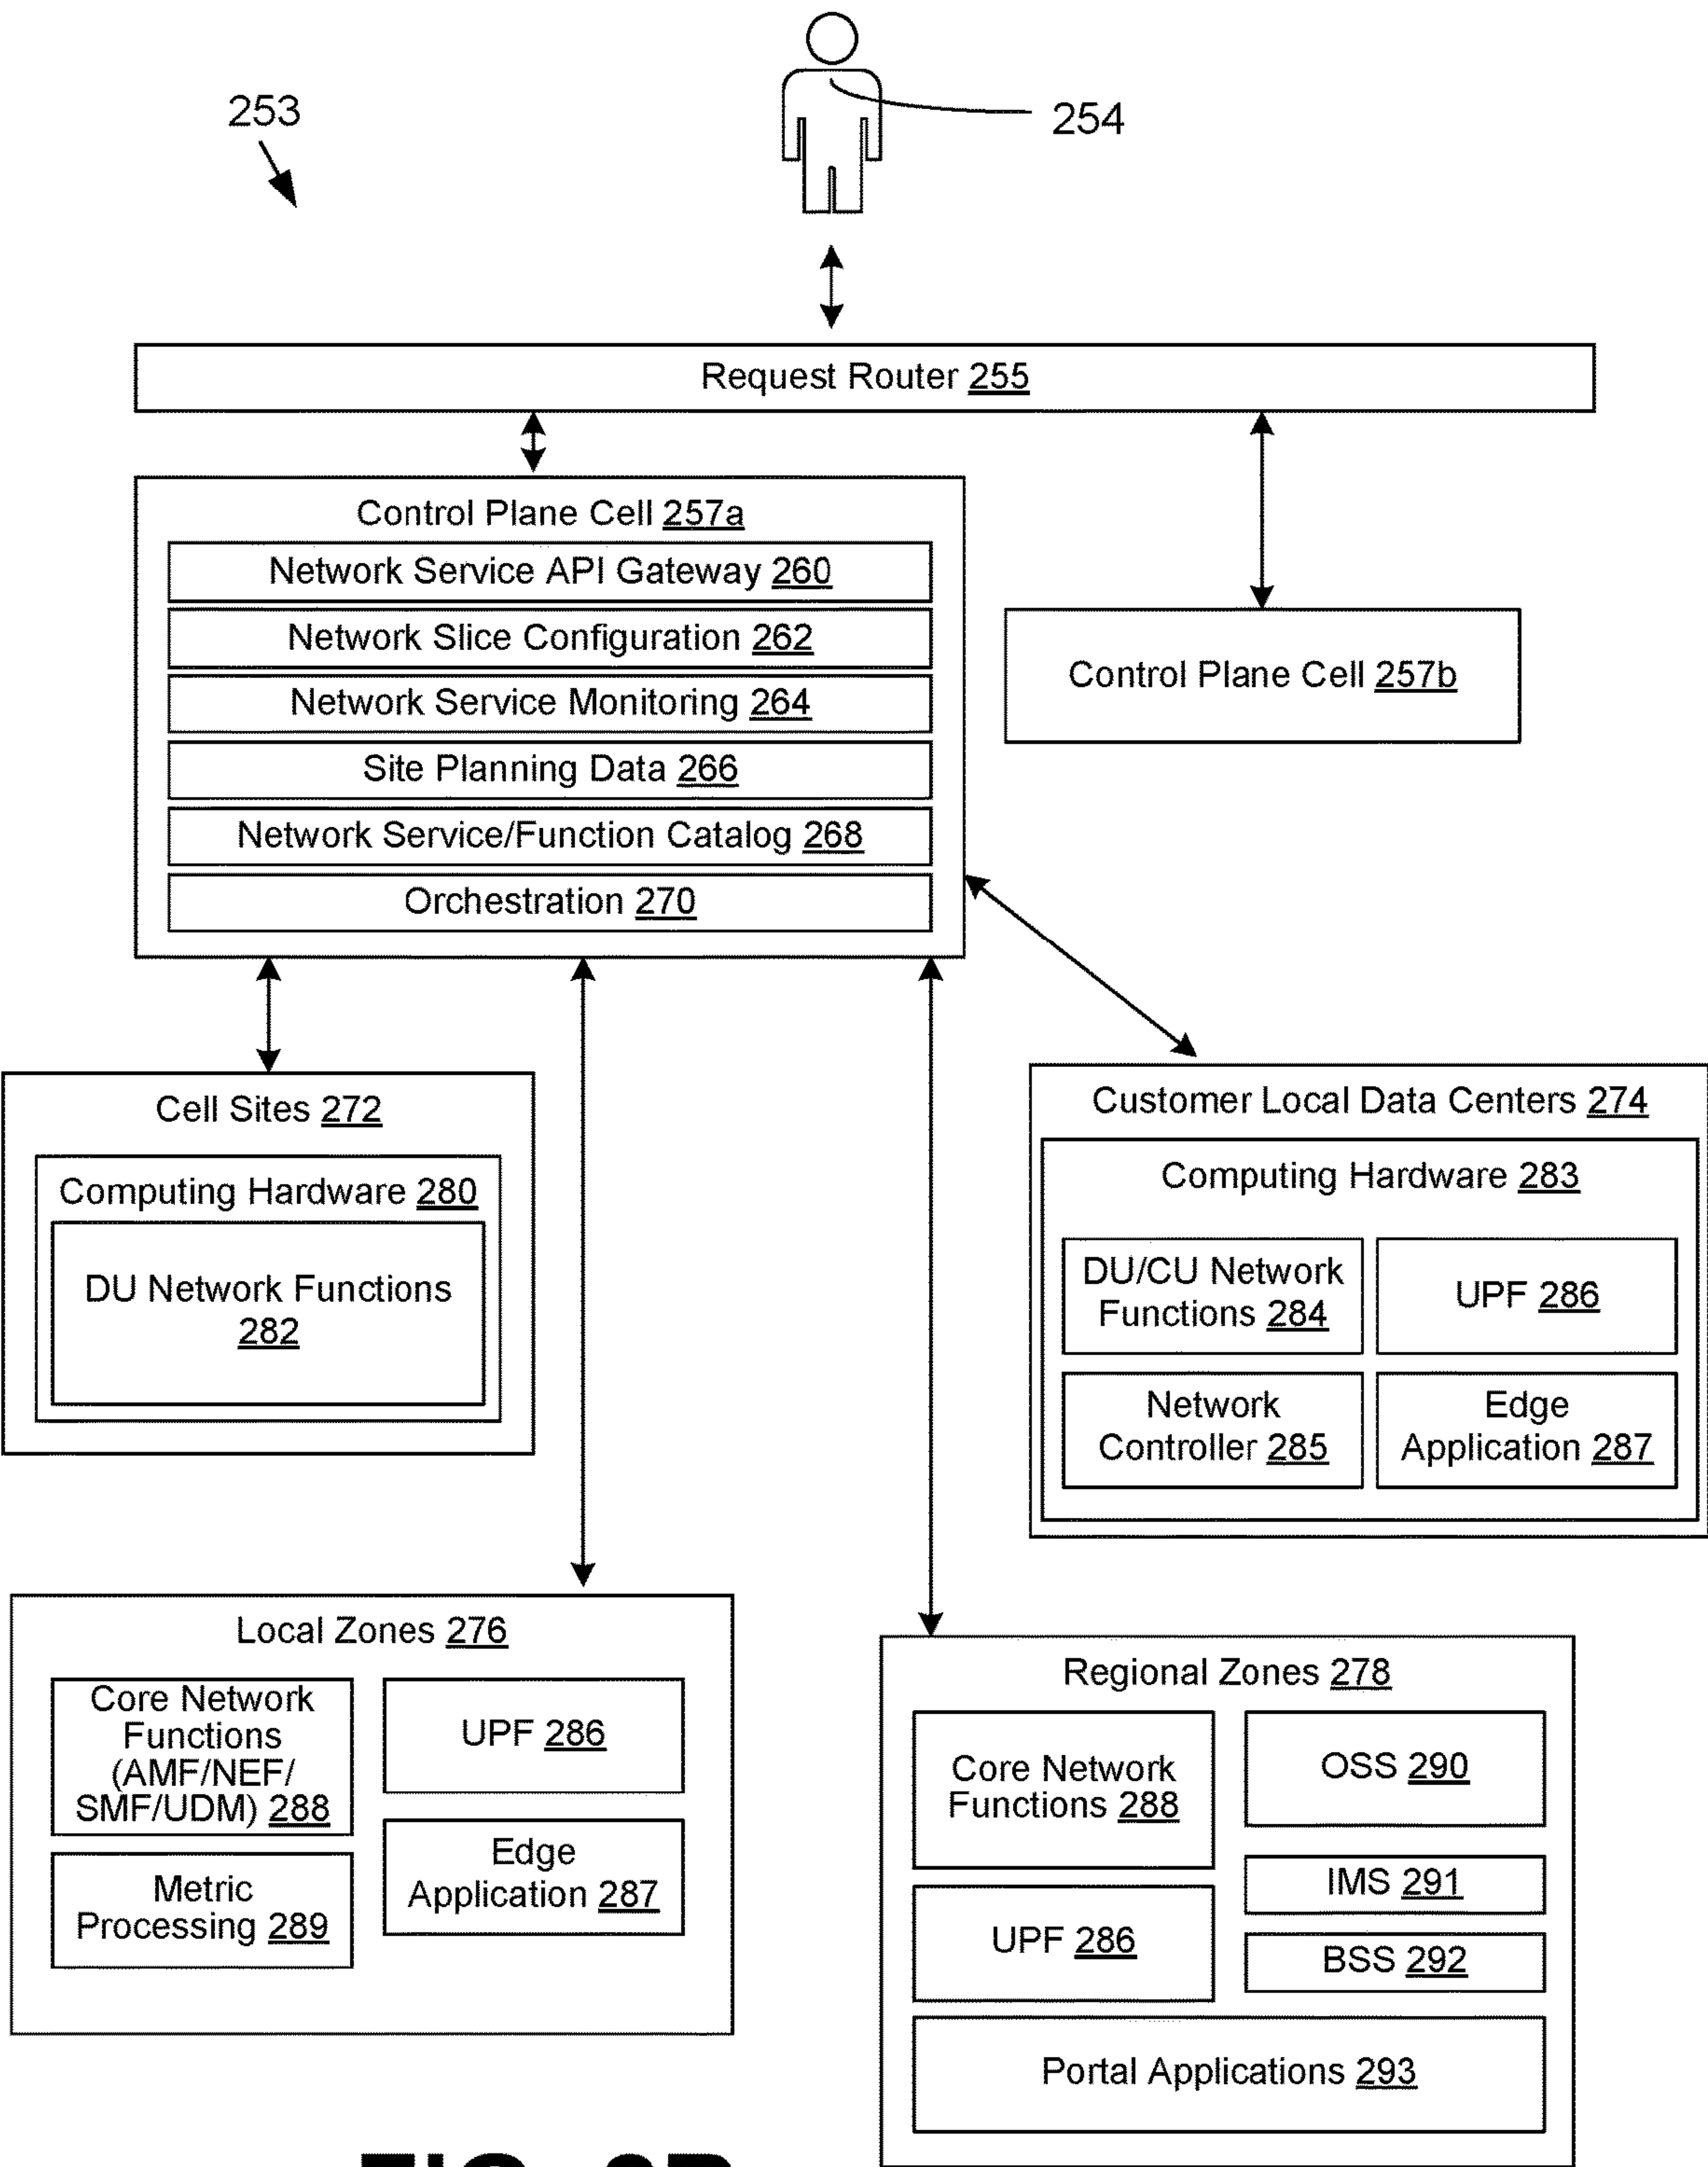 253
254
Request Router 255
Control Plane Cell 257a
Network Service API Gateway 260
Network Slice Configuration 262
Network Service Monitoring 264
Site Planning Data 266
Network Service/Function Catalog 268
Orchestration 270
Control Plane Cell 257b
Cell Sites 272
Computing Hardware 280
DU Network Functions
282
Customer Local Data Centers 274
Computing Hardware 283
DU/CU Network
Functions 284
UPF 286
Network
Controller 285
Edge
Application 287
Local Zones 276
Core Network
Functions
(AMF/NEF/
SMF/UDM) 288
UPF 286
Metric
Processing 289
Edge
Application 287
Regional Zones 278
Core Network
Functions 288
OSS 290
IMS 291
UPF 286
BSS 292
Portal Applications 293